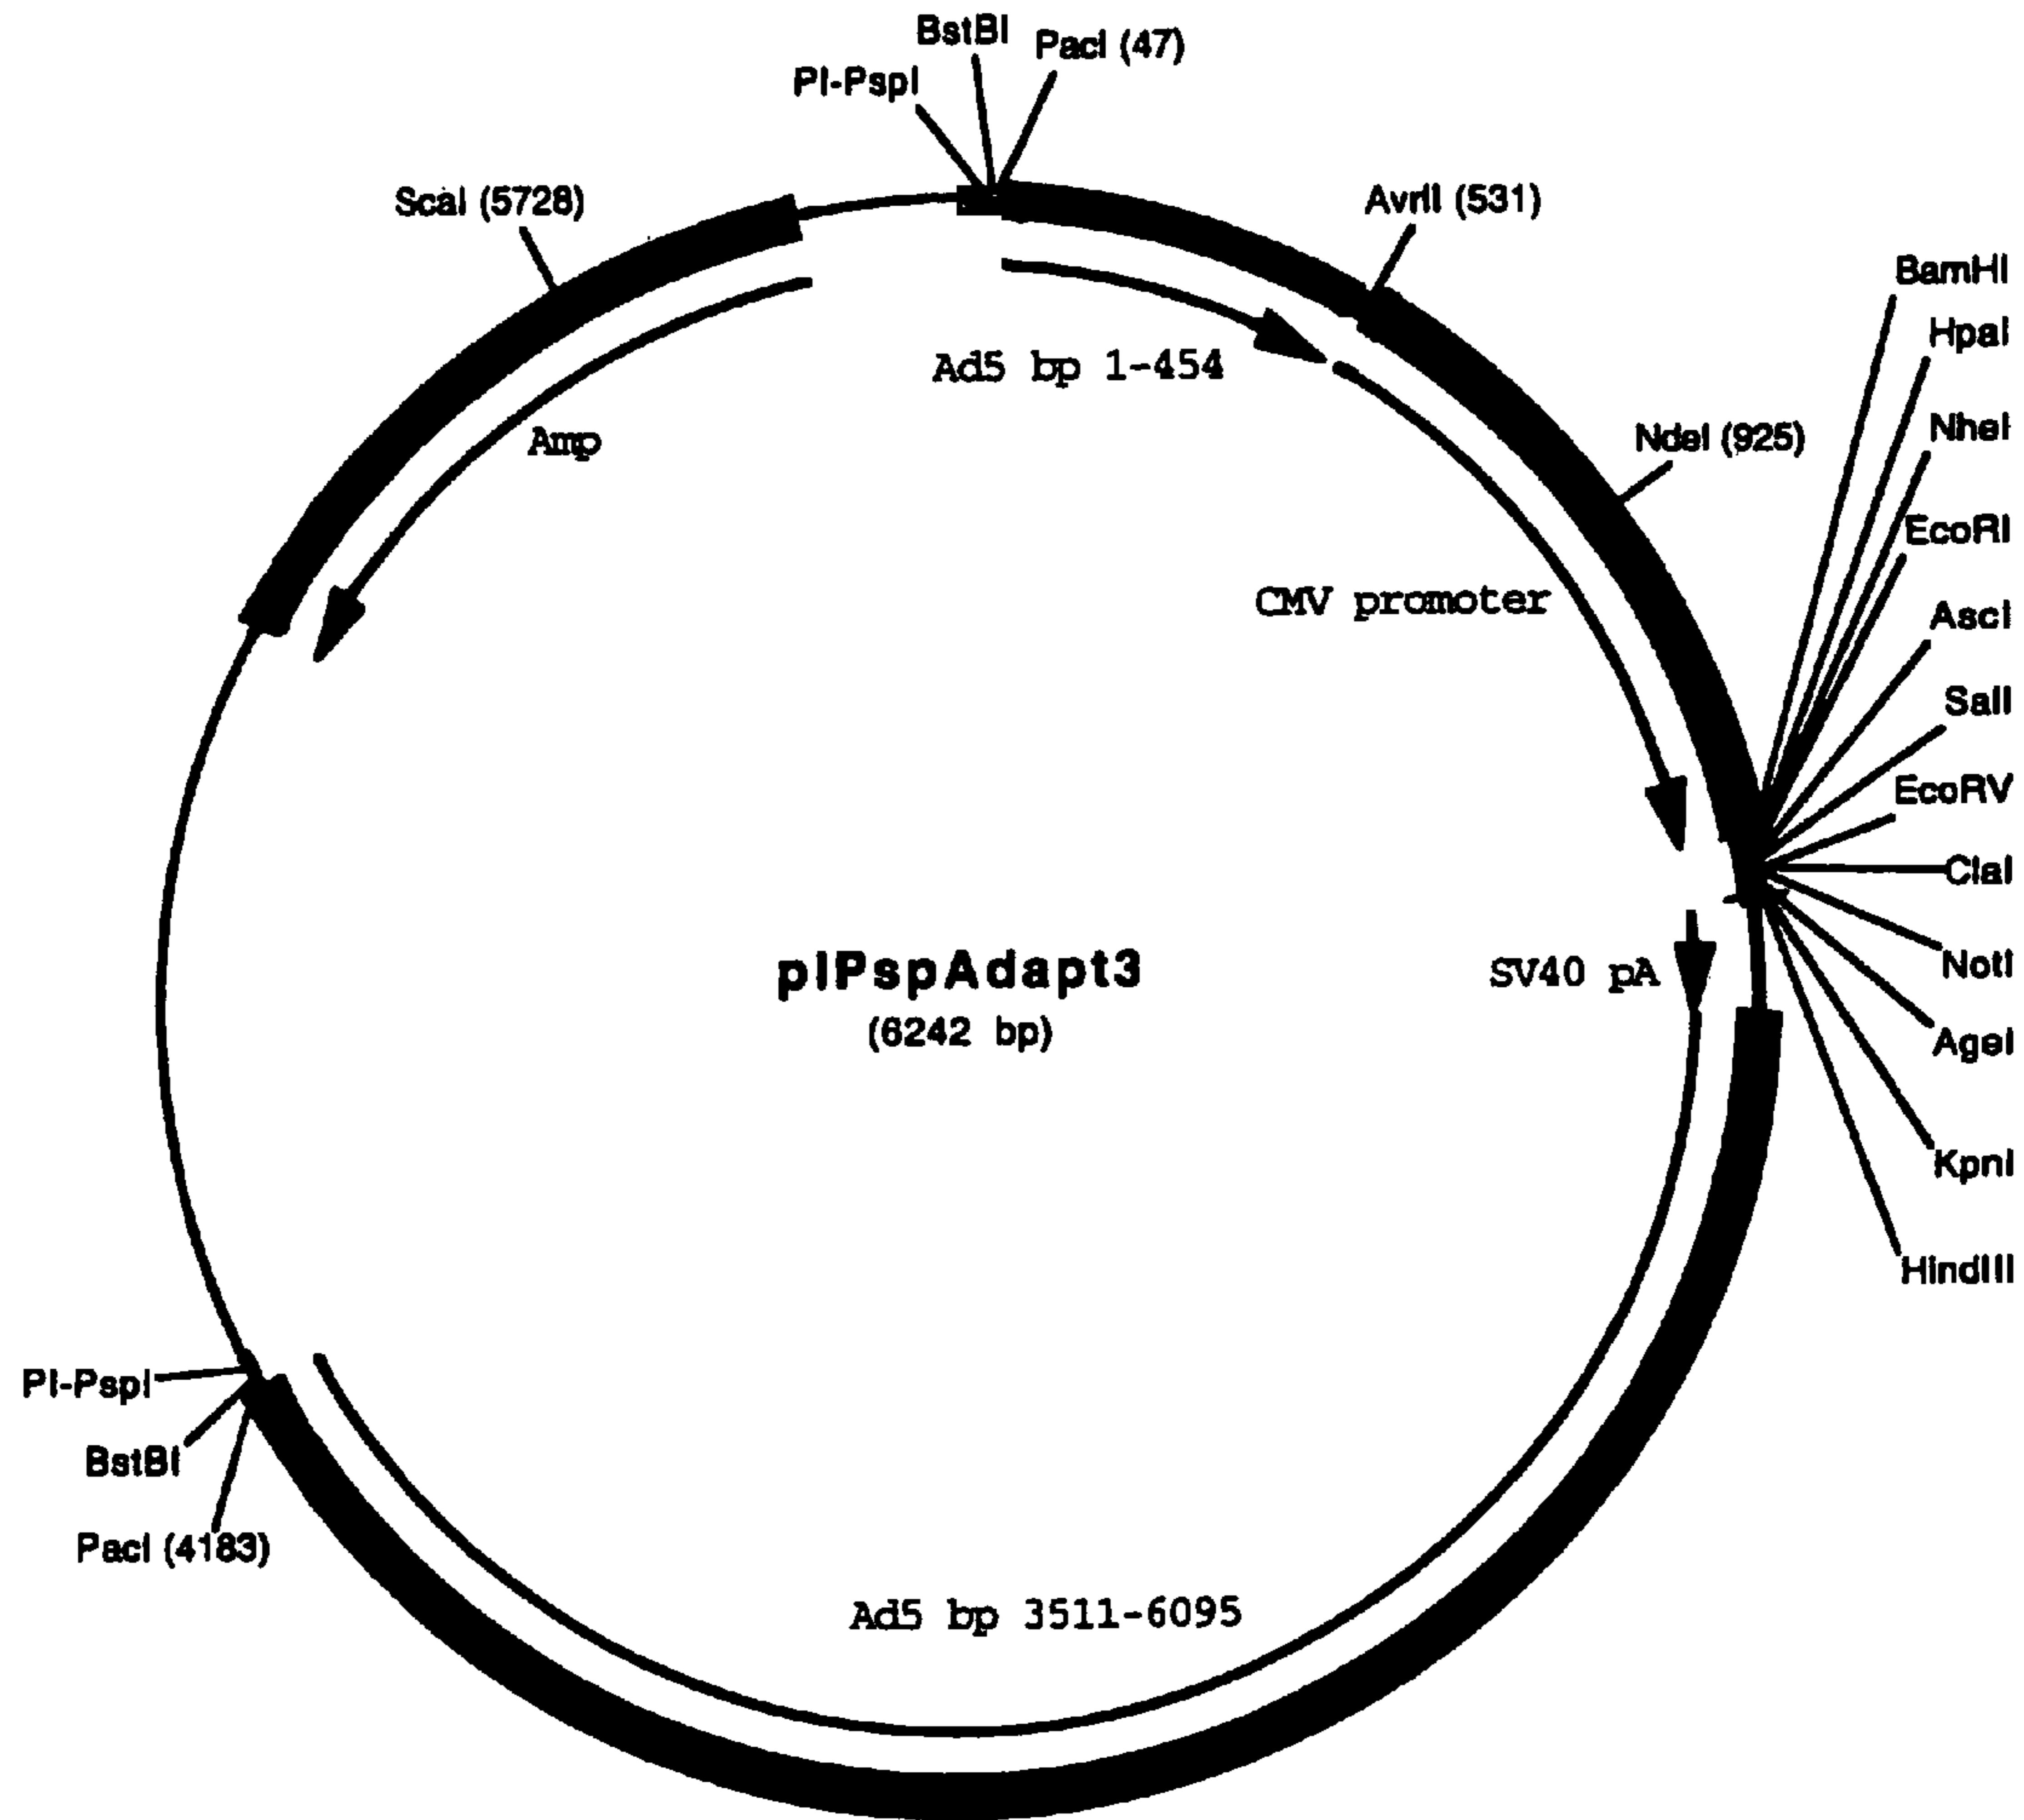 BstBI
PacI (47)
PI-PspI
ScaI (5728)
AvrII (531)
BamHI
HpaI
Ad5 bp 1-454
NheI
Amp
NdeI (925)
EcoRI
CMV promoter
AscI
SalI
EcoRV
ClaI
pIPspAdapt3
SV40 pA
NotI
(6242 bp)
AgeI
KpnI
HindIII
PI-PspI
BstBI
PacI (4183)
Ad5 bp 3511-6095